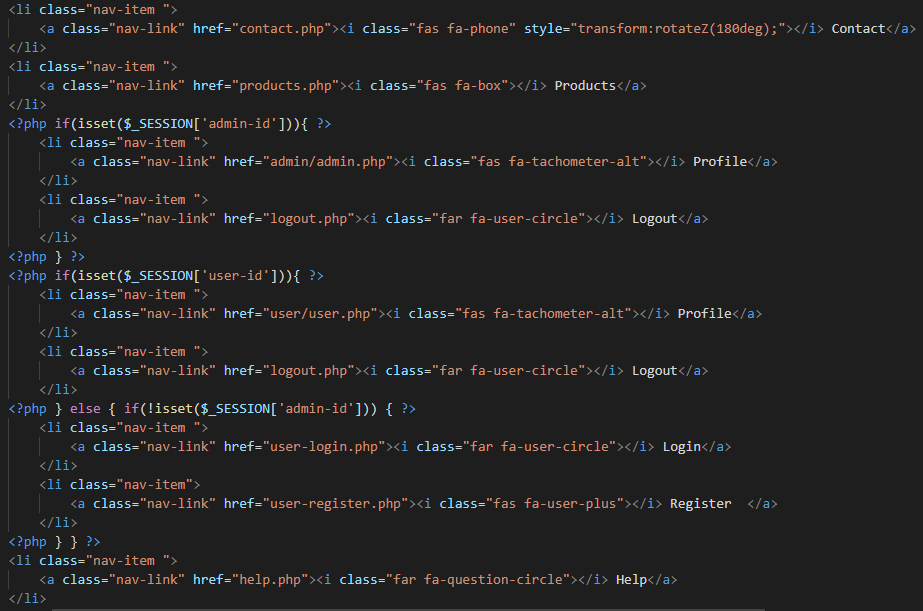 <li class="nav-item ">
<a class="nav-link" href="contact.php"><i class="fas fa-phone" style="transform:rotateZ(180deg);"></i> Contact</a>
</li>
<li class="nav-item ">
<a class="nav-link" href="products.php"><i class="fas fa-box"></i> Products</a>
</li>
<?php if(isset($_SESSION['admin-id'])){ ?>
<li class="nav-item ">
<a class="nav-link" href="admin/admin.php"><i class="fas fa-tachometer-alt"></i> Profile</a>
</li>
<li class="nav-item ">
<a class="nav-link" href="logout.php"><i class="far fa-user-circle"></i> Logout</a>
</li>
<?php } ?>
<?php if(isset($_SESSION['user-id'])){ ?>
<li class="nav-item ">
<a class="nav-link" href="user/user.php"><i class="fas fa-tachometer-alt"></i> Profile</a>
</li>
<li class="nav-item ">
<a class="nav-link" href="logout.php"><i class="far fa-user-circle"></i> Logout</a>
</li>
<?php } else { if(!isset($_SESSION['admin-id'])) { ?>
<li class="nav-item ">
<a class="nav-link" href="user-login.php"><i class="far fa-user-circle"></i> Login</a>
</li>
<li class="nav-item">
<a class="nav-link" href="user-register.php"><i class="fas fa-user-plus"></i> Register  </a>
</li>
<?php } } ?>
<li class="nav-item ">
<a class="nav-link" href="help.php"><i class="far fa-question-circle"></i> Help</a>
</li>